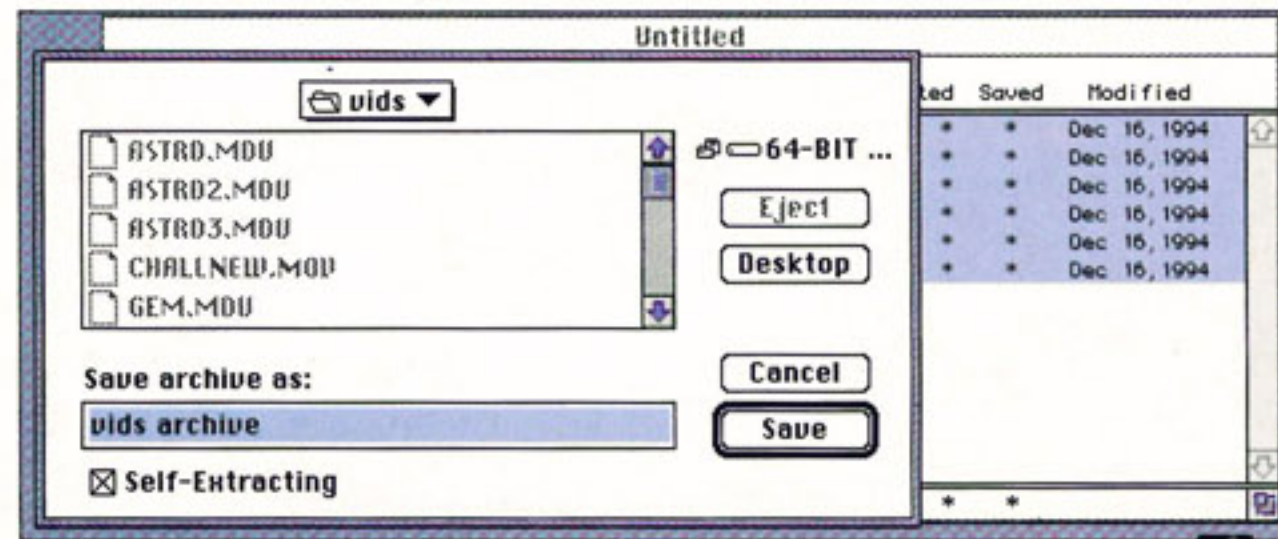 Untitled
vids
ted Saved Modified
ASTRO.MOV
ASTRO2.MOV
ASTRO3.MOV
CHALLNEW.MOV
GEM.MOV
64-BIT ...
Eject
Desktop
Save archive as:
vids archive
Self-Extracting
Cancel
Save
* * Dec 16, 1994
* * Dec 16, 1994
* * Dec 16, 1994
* * Dec 16, 1994
* * Dec 16, 1994
* * Dec 16, 1994
* *